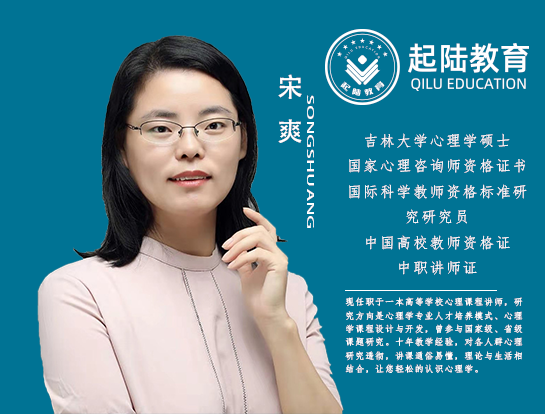 起陆教育
QILU EDUCATION
起陆教育
宋爽
SONGSHUANG
吉林大学心理学硕士
国家心理咨询师资格证书
国际科学教师资格标准研
究研究员
中国高校教师资格证
中职讲师证
现任职于一本高等学校心理课程讲师，研
究方向是心理学专业人才培养模式、心理
学课程设计与开发，曾参与国家级、省级
课题研究。十年教学经验，对各人群心理
研究透彻，讲课通俗易懂，理论与生活相
结合，让您轻松的认识心理学。